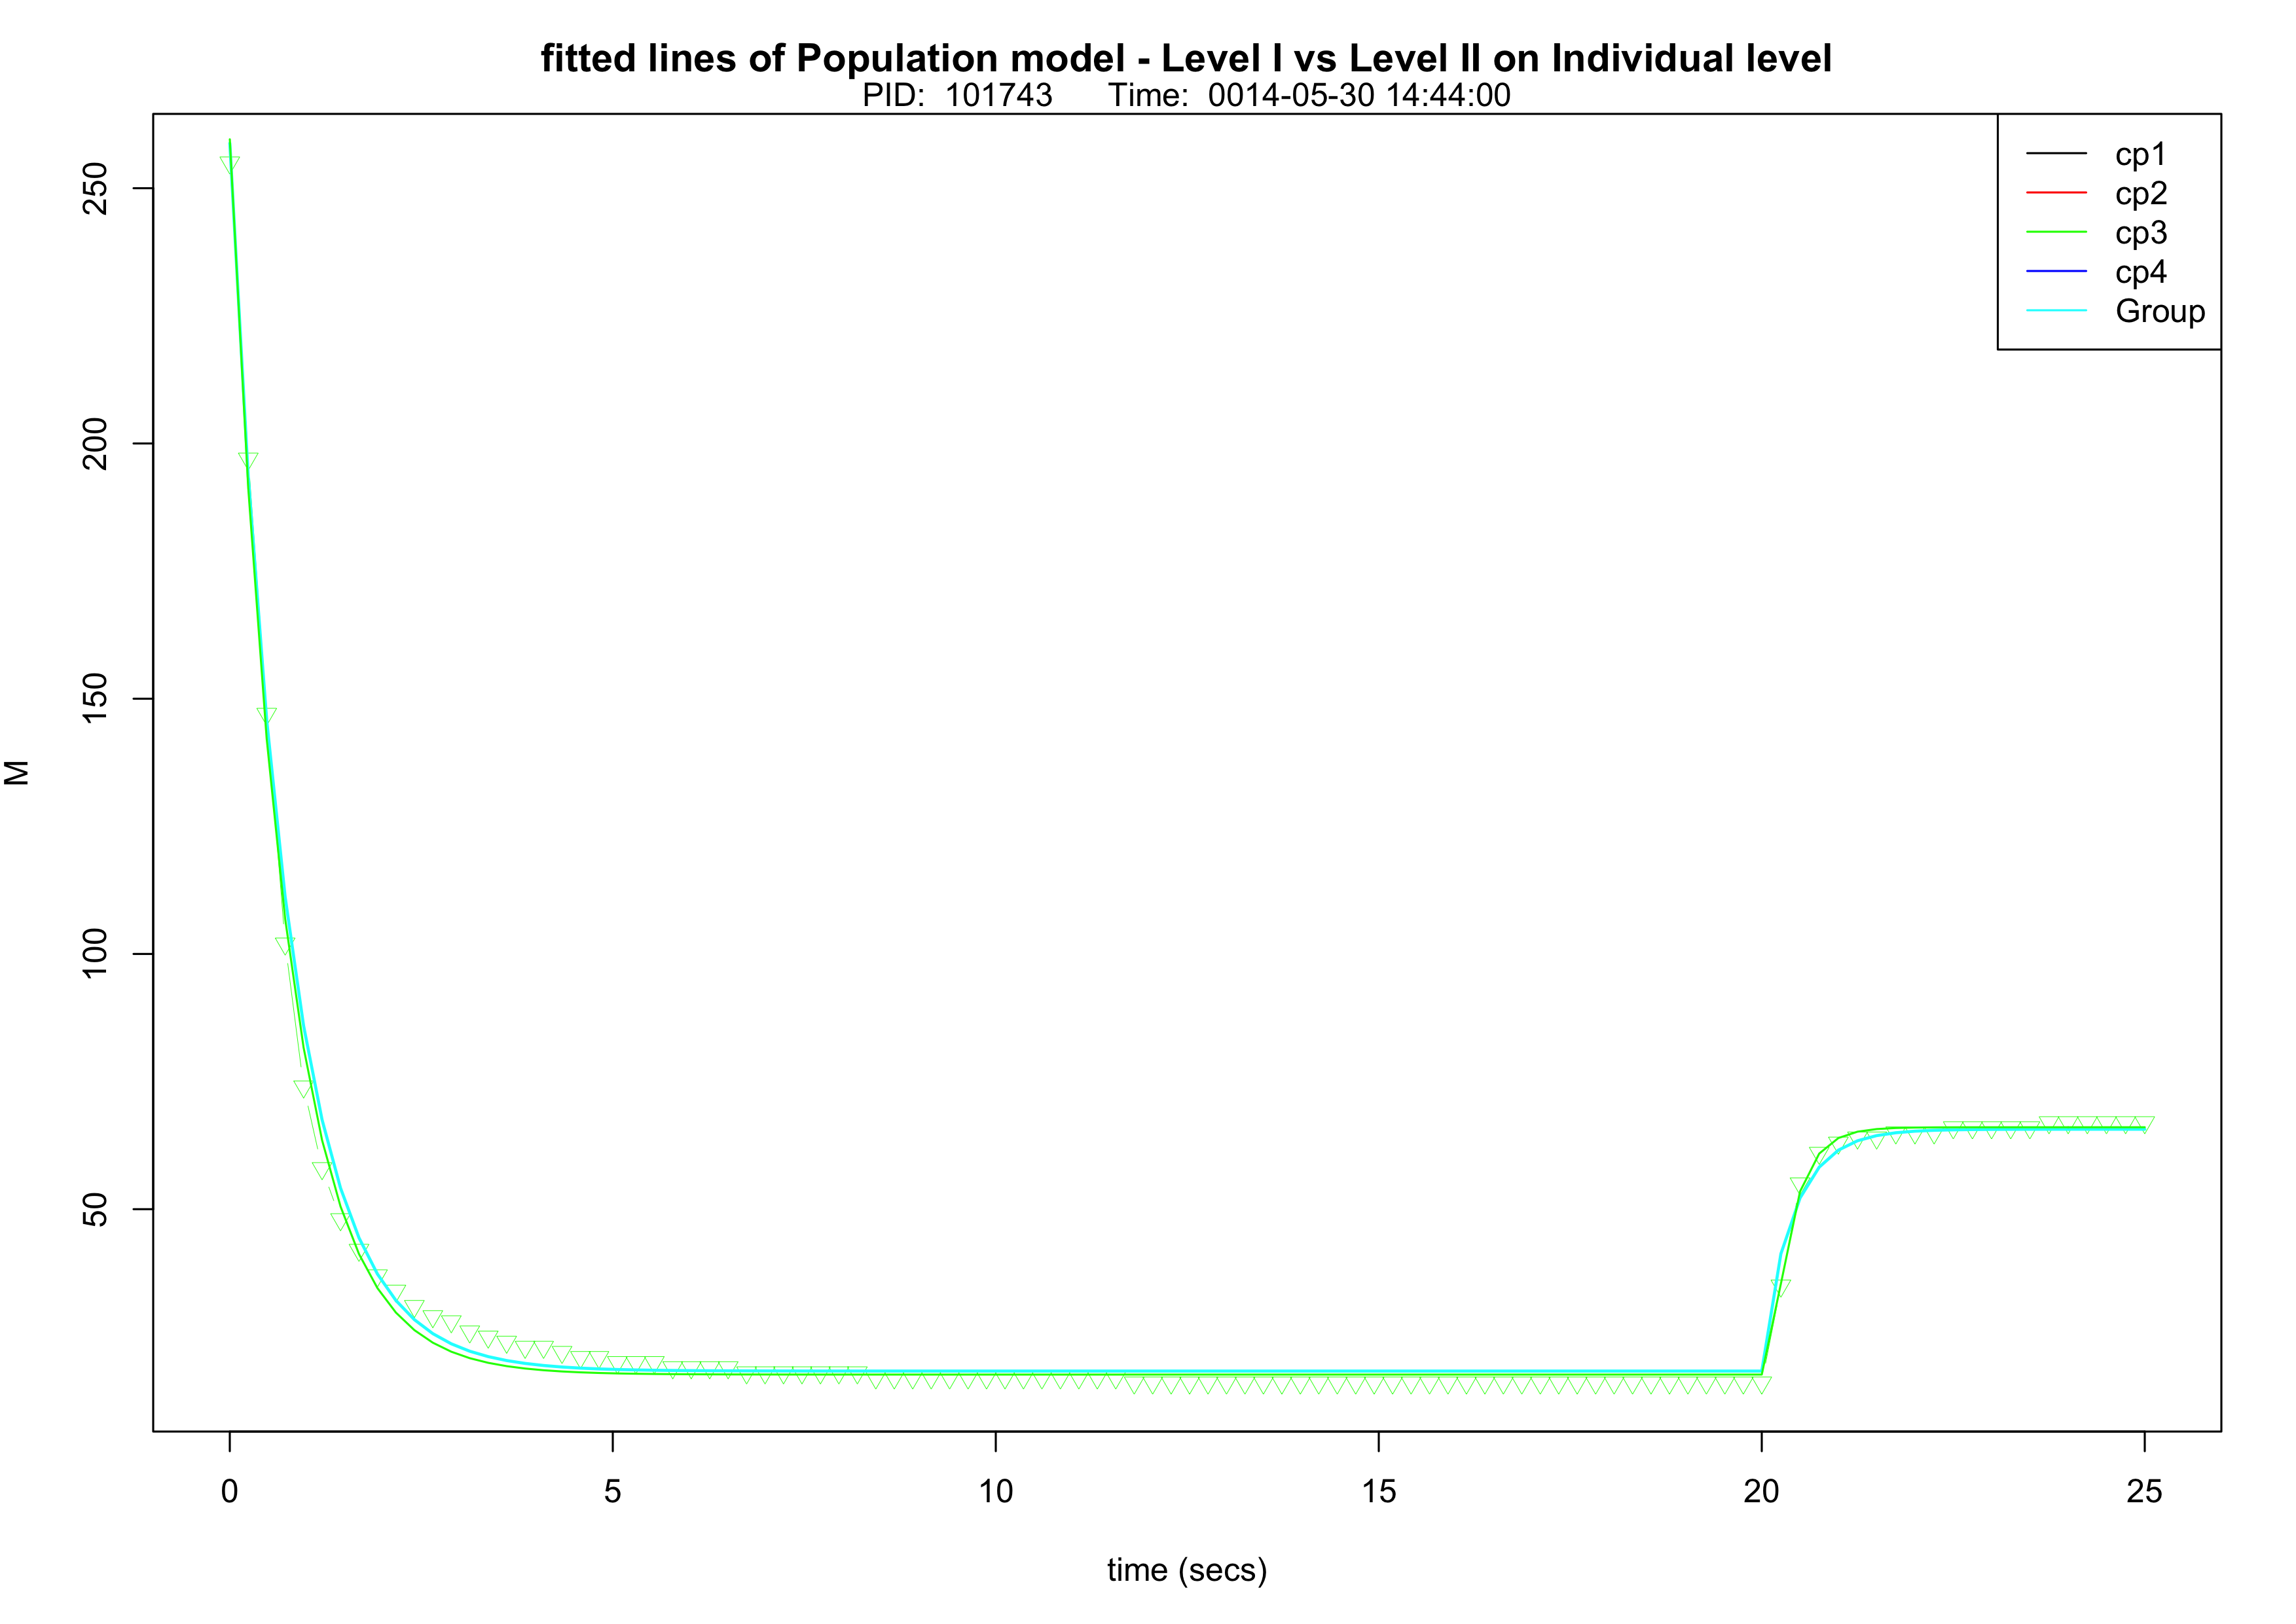 fitted lines of Population model - Level I vs Level II on Individual level
PID: 101743 Time: 0014-05-30 14:44:00
cp1
cp2
cp3
cp4
Group
250
200
150
100
50
M
0 5 10 15 20 25
time (secs)